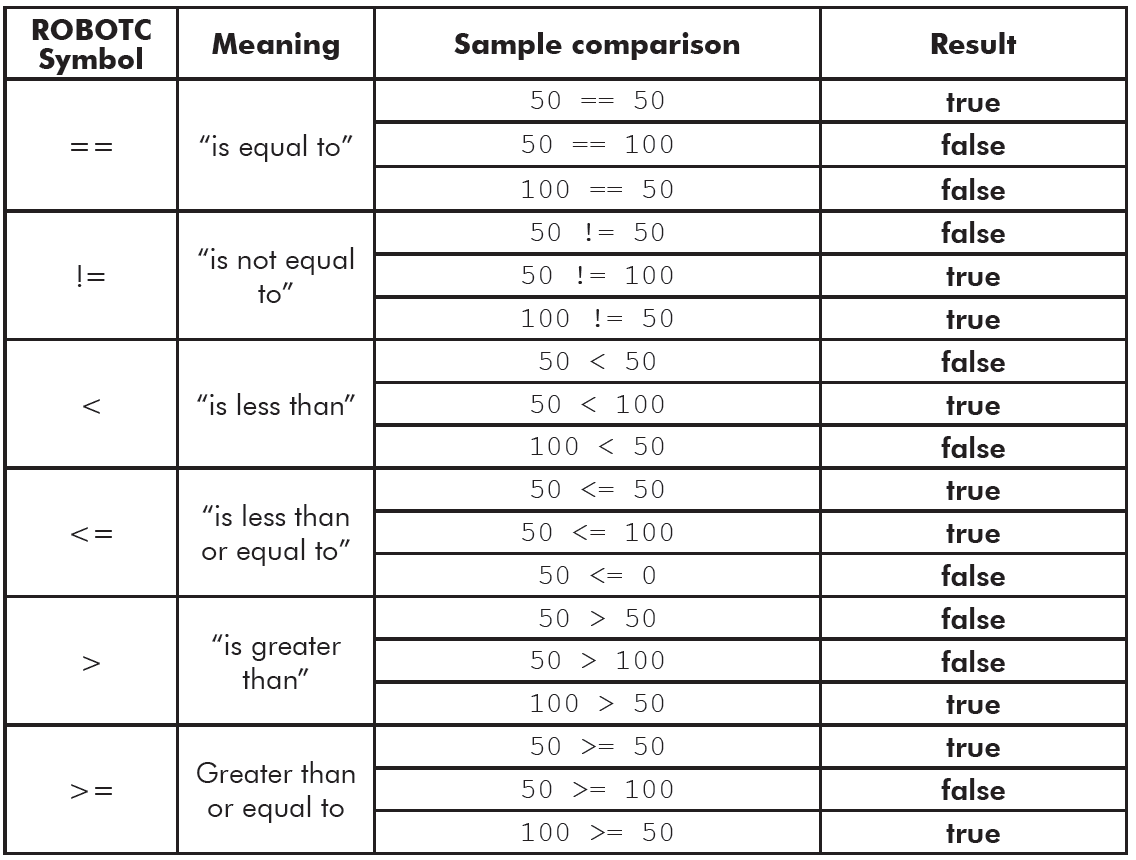 ROBOTC Symbol Meaning Sample comparison Result
== “is equal to” 50 == 50 true
50 == 100 false
100 == 50 false
!= “is not equal to” 50 != 50 false
50 != 100 true
100 != 50 true
< “is less than” 50 < 50 false
50 < 100 true
100 < 50 false
<= “is less than or equal to” 50 <= 50 true
50 <= 100 true
50 <= 0 false
> “is greater than” 50 > 50 false
50 > 100 false
100 > 50 true
>= Greater than or equal to 50 >= 50 true
50 >= 100 false
100 >= 50 true